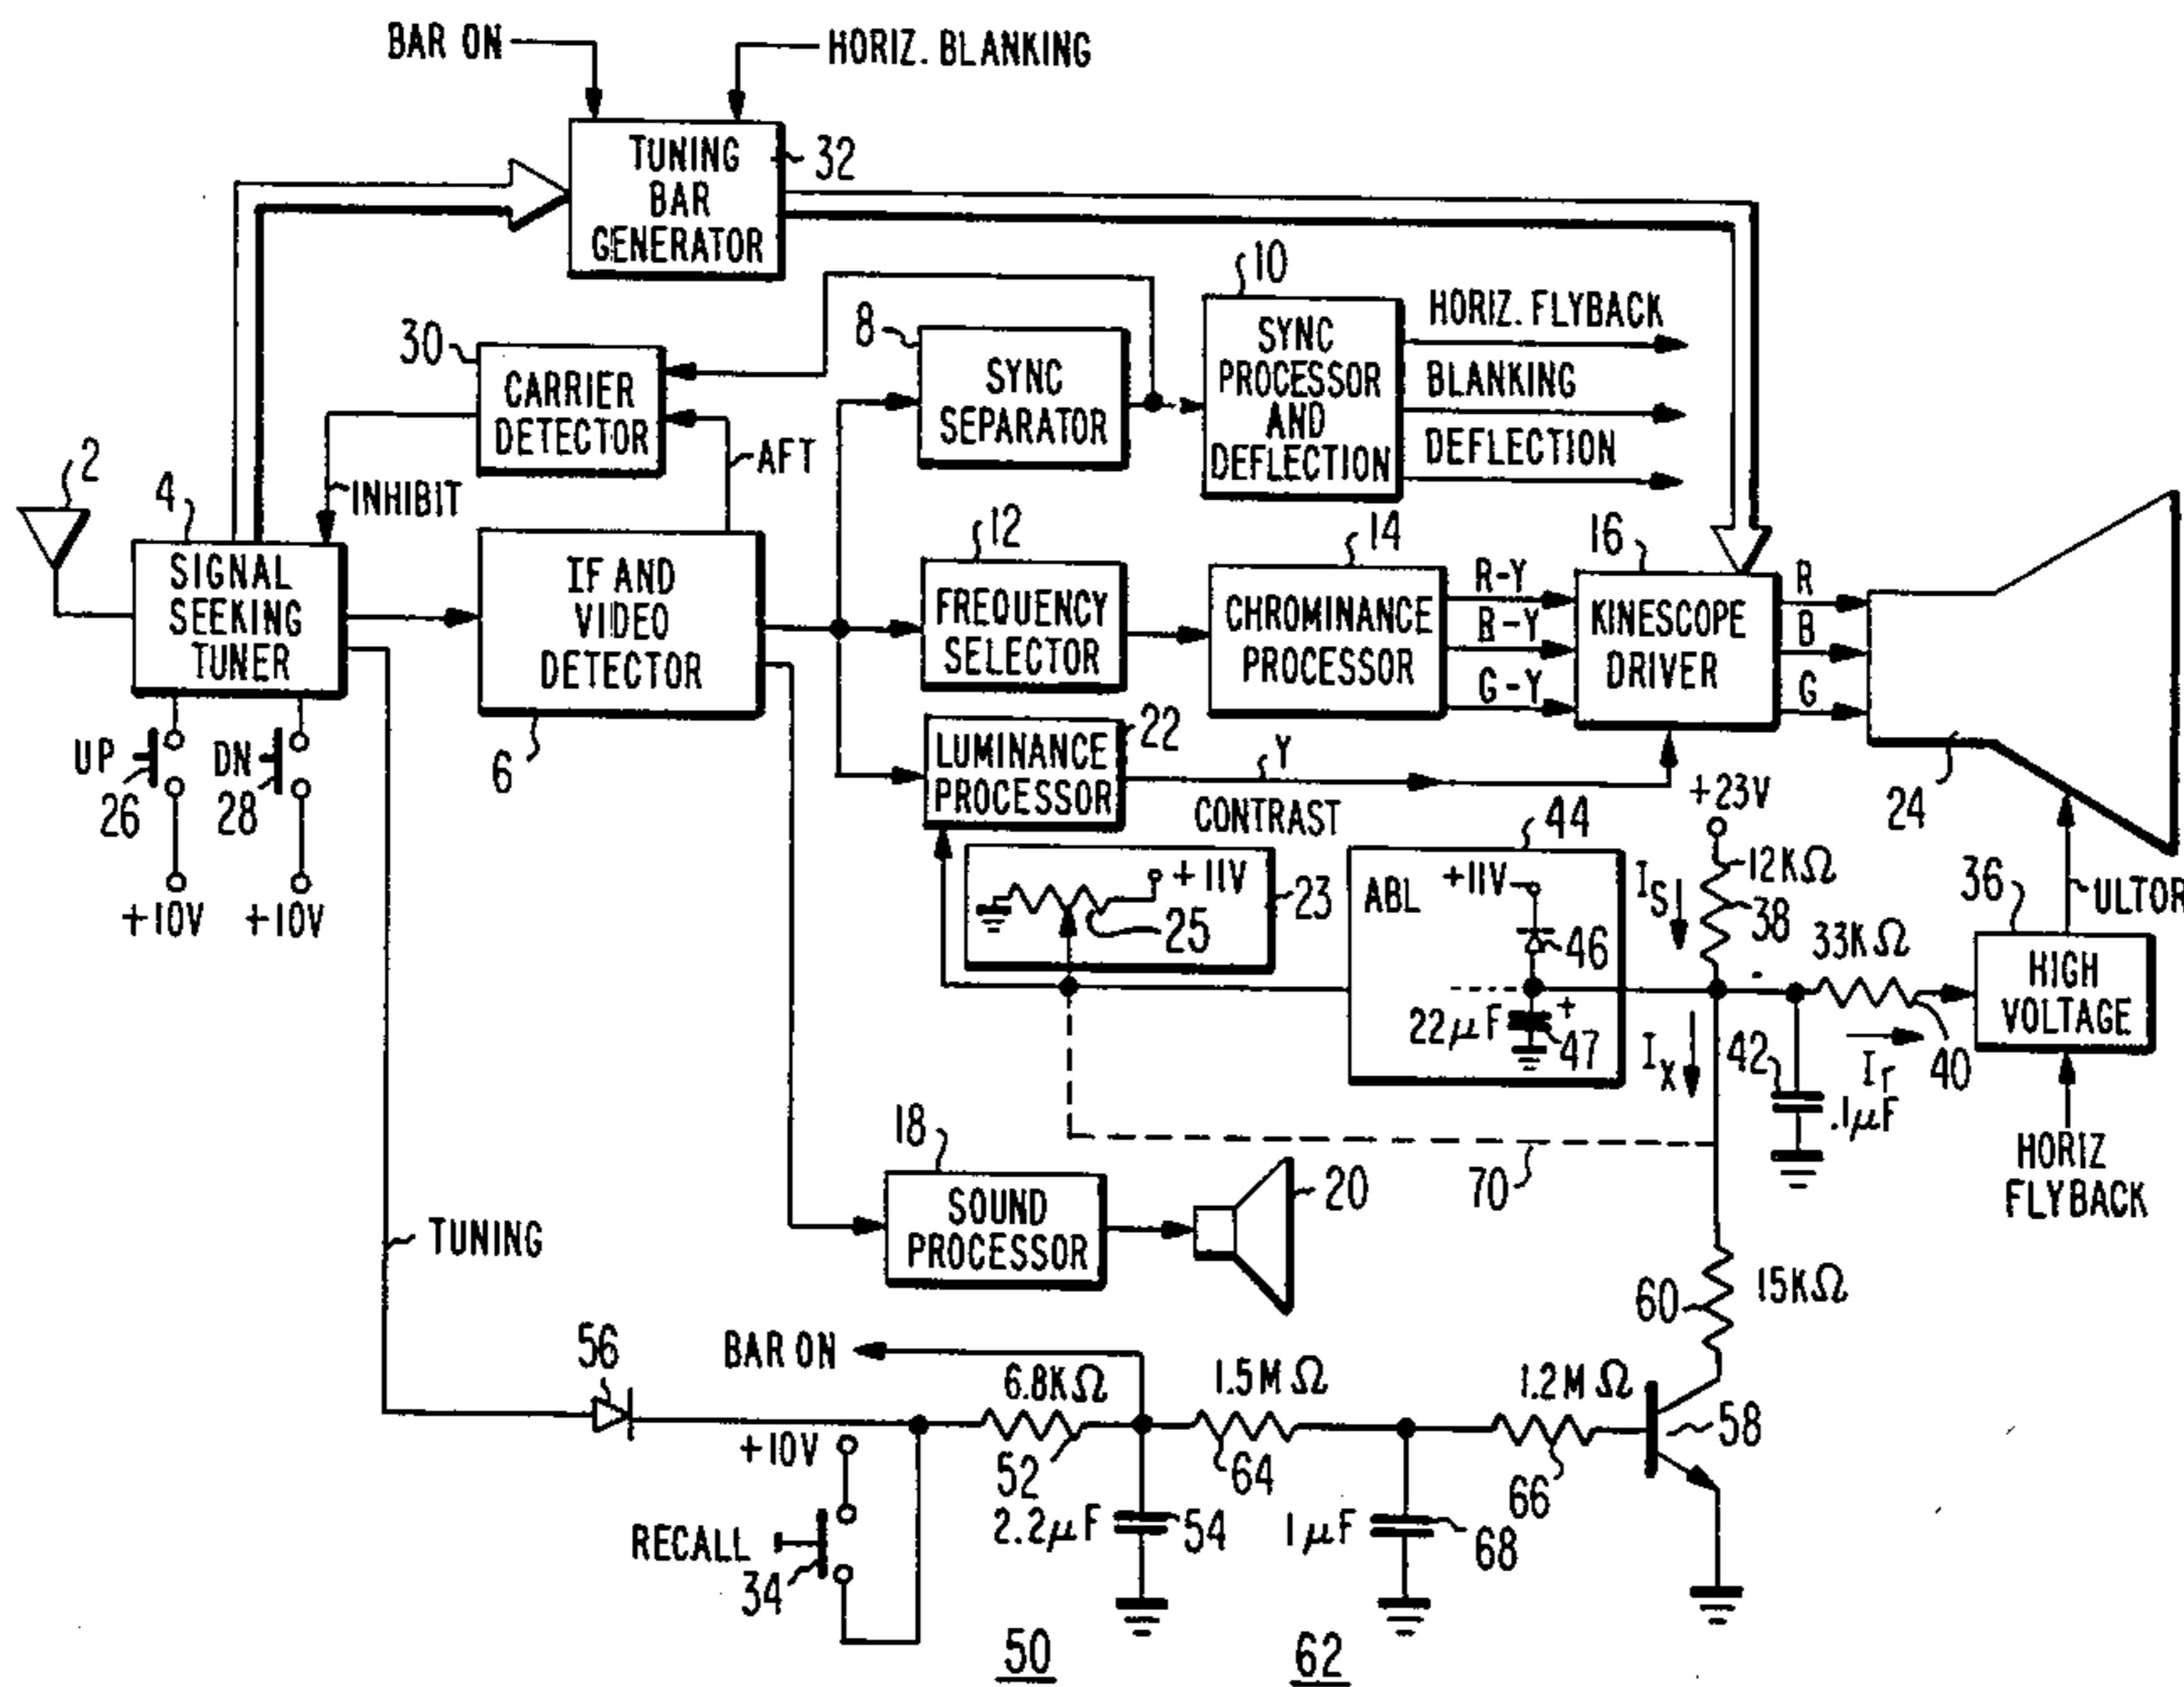 BAR ON
HORIZ. BLANKING
TUNING
BAR
GENERATOR
32
10
SYNC
PROCESSOR
AND
DEFLECTION
HORIZ. FLYBACK
BLANKING
DEFLECTION
8
SYNC
SEPARATOR
30
CARRIER
DETECTOR
AFT
INHIBIT
2
4
SIGNAL
SEEKING
TUNER
IF AND
VIDEO
DETECTOR
6
12
FREQUENCY
SELECTOR
14
CHROMINANCE
PROCESSOR
R-Y
B-Y
G-Y
16
KINESCOPE
DRIVER
R
B
G
24
UP
26
+10V
DN
28
+10V
LUMINANCE
PROCESSOR
22
Y
CONTRAST
+11V
25
23
44
ABL
+11V
46
22μF
+
47
+23V
12KΩ
IS
38
33KΩ
IX
42
.1μF
Ir
40
36
HIGH
VOLTAGE
ULTOR
HORIZ
FLYBACK
70
18
SOUND
PROCESSOR
20
TUNING
60
15KΩ
56
BAR ON
6.8KΩ
52
1.5MΩ
64
1.2MΩ
66
58
+10V
RECALL
34
2.2μF
54
1μF
68
50
62